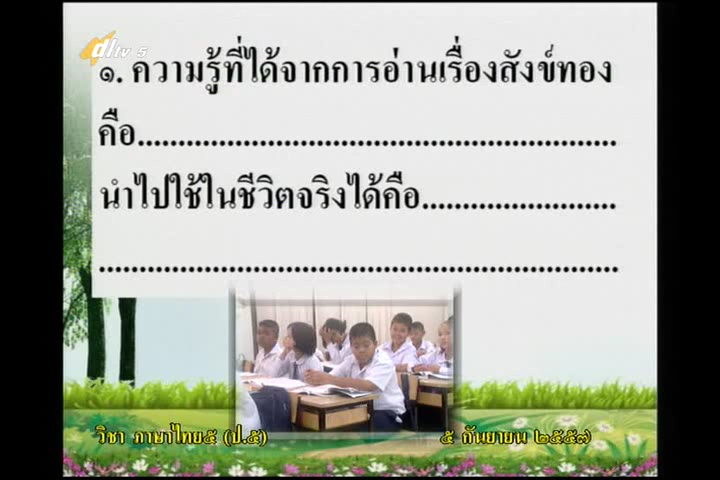 dltv 5
๑. ความรู้ที่ได้จากการอ่านเรื่องสังข์ทอง
คือ............................................................
นำไปใช้ในชีวิตจริงได้คือ........................
................................................................
วิชา ภาษาไทย๕ (ป.๕)
๕ กันยายน ๒๕๕๗